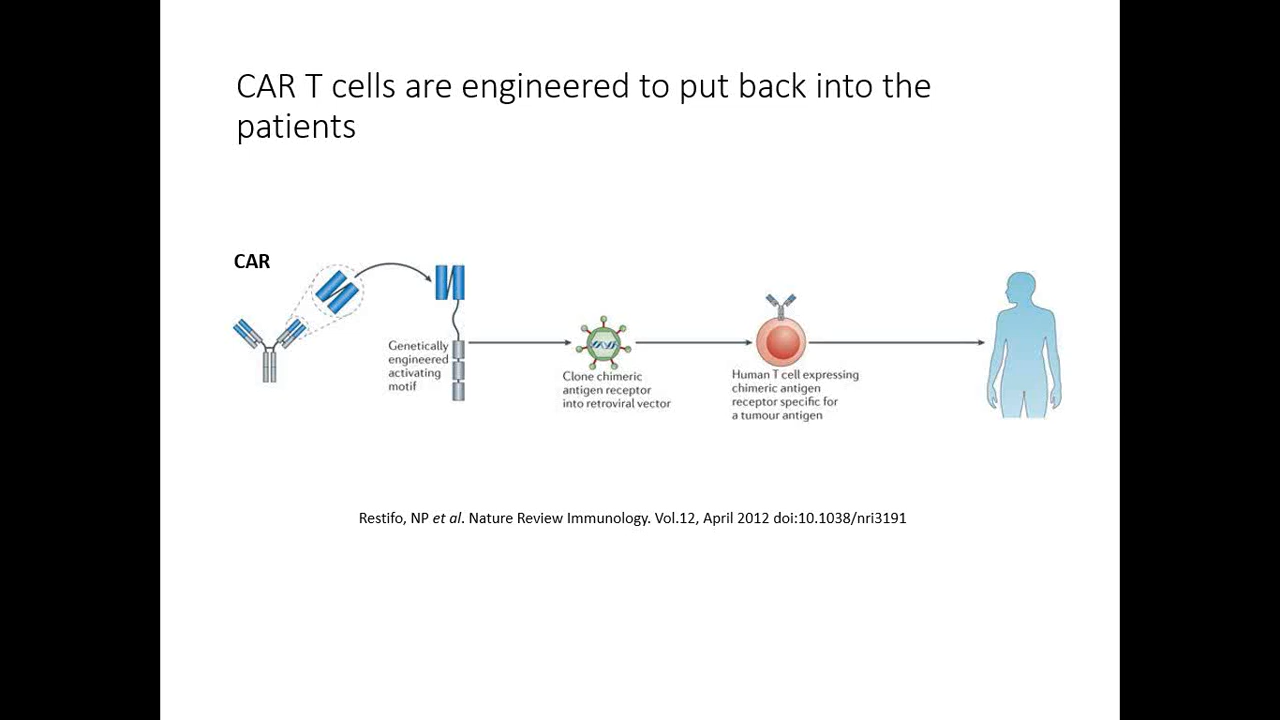 CAR T cells are engineered to put back into the
patients
CAR
Genetically
engineered
activating
motif
Clone chimeric
antigen receptor
into retroviral vector
Human T cell expressing
chimeric antigen
receptor specific for
a tumour antigen
Restifo, NP et al. Nature Review Immunology. Vol.12, April 2012 doi:10.1038/nri3191